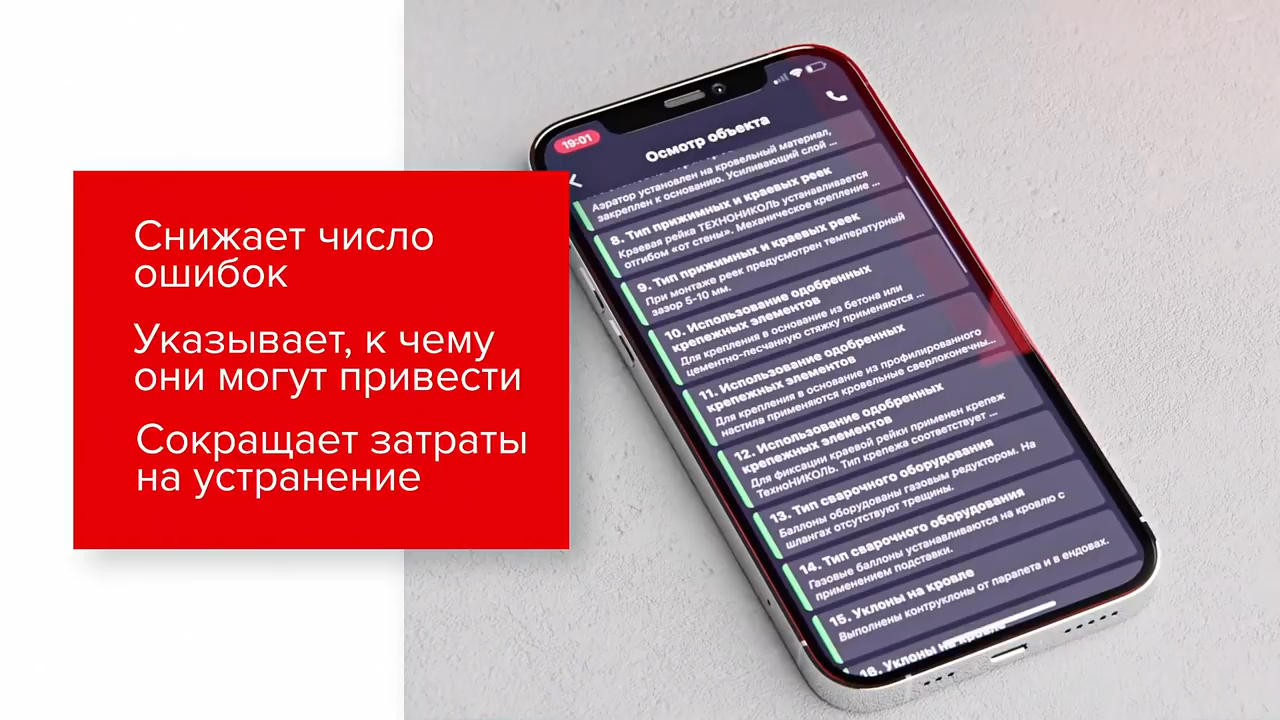 Снижает число
ошибок
Указывает, к чему
они могут привести
Сокращает затраты
на устранение
19:01
Осмотр объекта
Аэратор установлен на кровельный материал,
закреплен к основанию. Усиливающий слой ...
8. Тип прижимных и краевых реек
Краевая рейка ТЕХНОНИКОЛЬ устанавливается
отгибом «от стены». Механическое крепление ...
9. Тип прижимных и краевых реек
При монтаже реек предусмотрен температурный
зазор 5-10 мм.
10. Использование одобренных
крепежных элементов
Для крепления в основание из бетона или
цементно-песчанную стяжку применяются ...
11. Использование одобренных
крепежных элементов
Для крепления в основание из профилированного
настила применяются кровельные сверлоконечны...
12. Использование одобренных
крепежных элементов
Для фиксации краевой рейки применен крепеж
ТехноНИКОЛЬ. Тип крепежа соответствует ...
13. Тип сварочного оборудования
Баллоны оборудованы газовым редуктором. На
шлангах отсутствуют трещины.
14. Тип сварочного оборудования
Газовые баллоны устанавливаются на кровлю с
применением подставки.
15. Уклоны на кровле
Выполнены контруклоны от парапета и в ендовах.
16. Уклоны на кровле